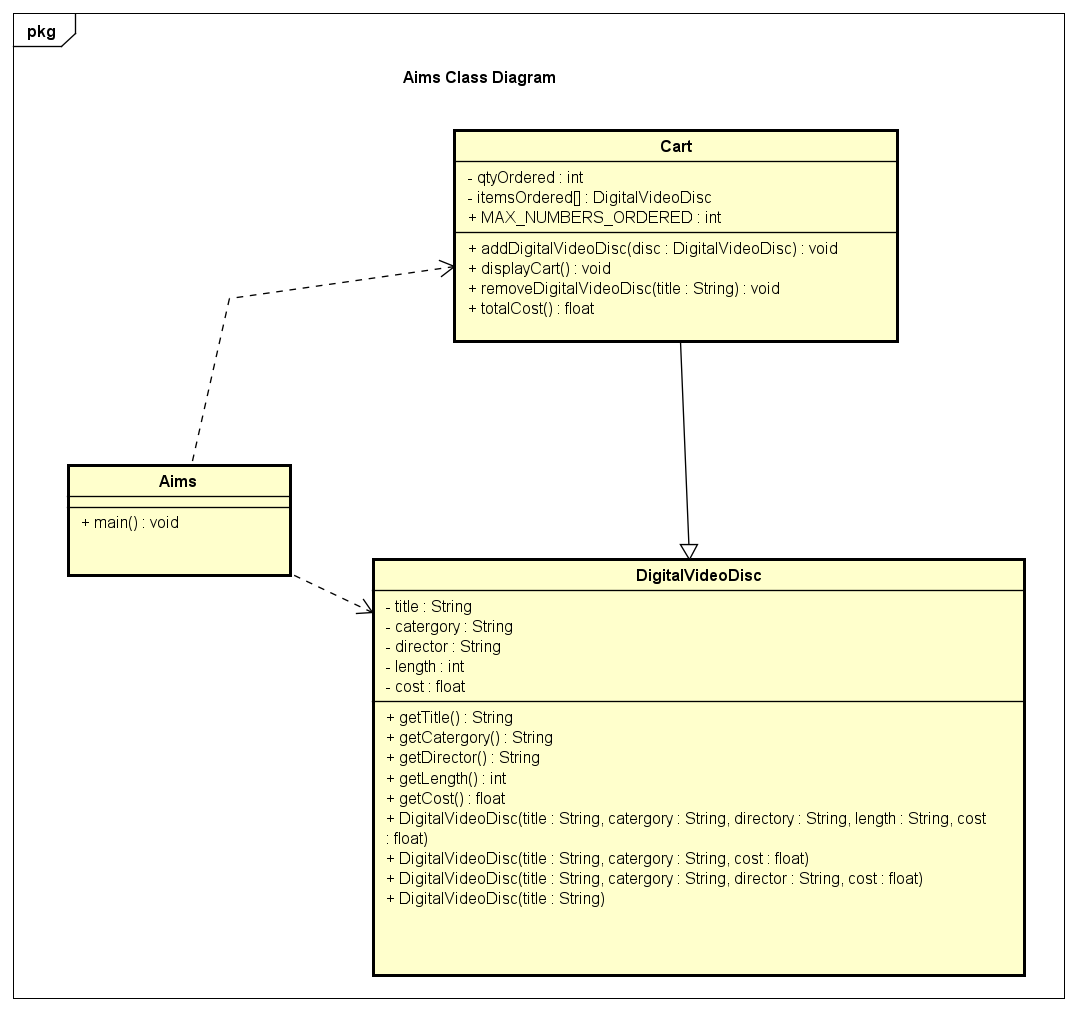 pkg
Aims Class Diagram
Cart
- qtyOrdered : int
- itemsOrdered[] : DigitalVideoDisc
+ MAX_NUMBERS_ORDERED : int
+ addDigitalVideoDisc(disc : DigitalVideoDisc) : void
+ displayCart() : void
+ removeDigitalVideoDisc(title : String) : void
+ totalCost() : float
Aims
+ main() : void
DigitalVideoDisc
- title : String
- catergory : String
- director : String
- length : int
- cost : float
+ getTitle() : String
+ getCatergory() : String
+ getDirector() : String
+ getLength() : int
+ getCost() : float
+ DigitalVideoDisc(title : String, catergory : String, directory : String, length : String, cost
: float)
+ DigitalVideoDisc(title : String, catergory : String, cost : float)
+ DigitalVideoDisc(title : String, catergory : String, director : String, cost : float)
+ DigitalVideoDisc(title : String)